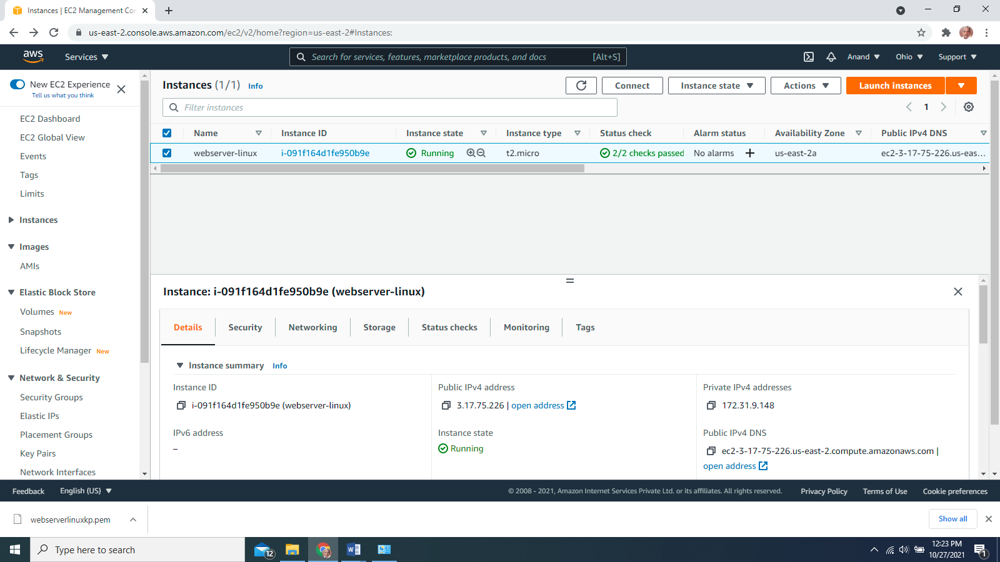 Instances | EC2 Management Con
us-east-2.console.aws.amazon.com/ec2/v2/home?region=us-east-2#Instances:
aws Services Search for services, features, marketplace products, and docs [Alt+S] Anand Ohio Support
New EC2 Experience
Tell us what you think
EC2 Dashboard
EC2 Global View
Events
Tags
Limits
Instances
Images
AMIs
Elastic Block Store
Volumes New
Snapshots
Lifecycle Manager New
Network & Security
Security Groups
Elastic IPs
Placement Groups
Key Pairs
Network Interfaces
Instances (1/1) Info Connect Instance state Actions Launch instances
Filter instances 1
Name Instance ID Instance state Instance type Status check Alarm status Availability Zone Public IPv4 DNS
webserver-linux i-091f164d1fe950b9e Running t2.micro 2/2 checks passed No alarms + us-east-2a ec2-3-17-75-226.us-eas...
Instance: i-091f164d1fe950b9e (webserver-linux)
Details Security Networking Storage Status checks Monitoring Tags
Instance summary Info
Instance ID Public IPv4 address Private IPv4 addresses
i-091f164d1fe950b9e (webserver-linux) 3.17.75.226 | open address 172.31.9.148
IPv6 address Instance state Public IPv4 DNS
– Running ec2-3-17-75-226.us-east-2.compute.amazonaws.com |
open address
Feedback English (US) © 2008 - 2021, Amazon Internet Services Private Ltd. or its affiliates. All rights reserved. Privacy Policy Terms of Use Cookie preferences
webserverlinuxkp.pem Show all
Type here to search 12 12:23 PM
10/27/2021 1